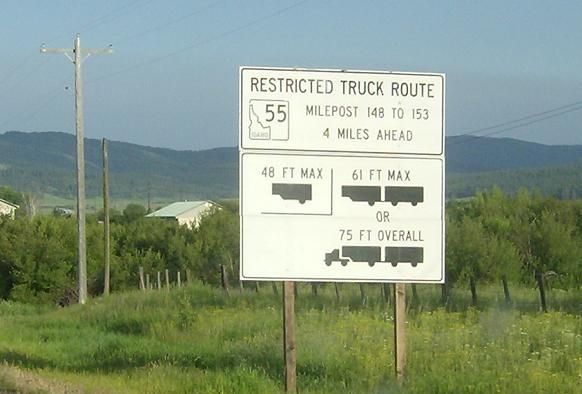 RESTRICTED TRUCK ROUTE
55
IDAHO
MILEPOST 148 TO 153
4 MILES AHEAD
48 FT MAX
61 FT MAX
OR
75 FT OVERALL